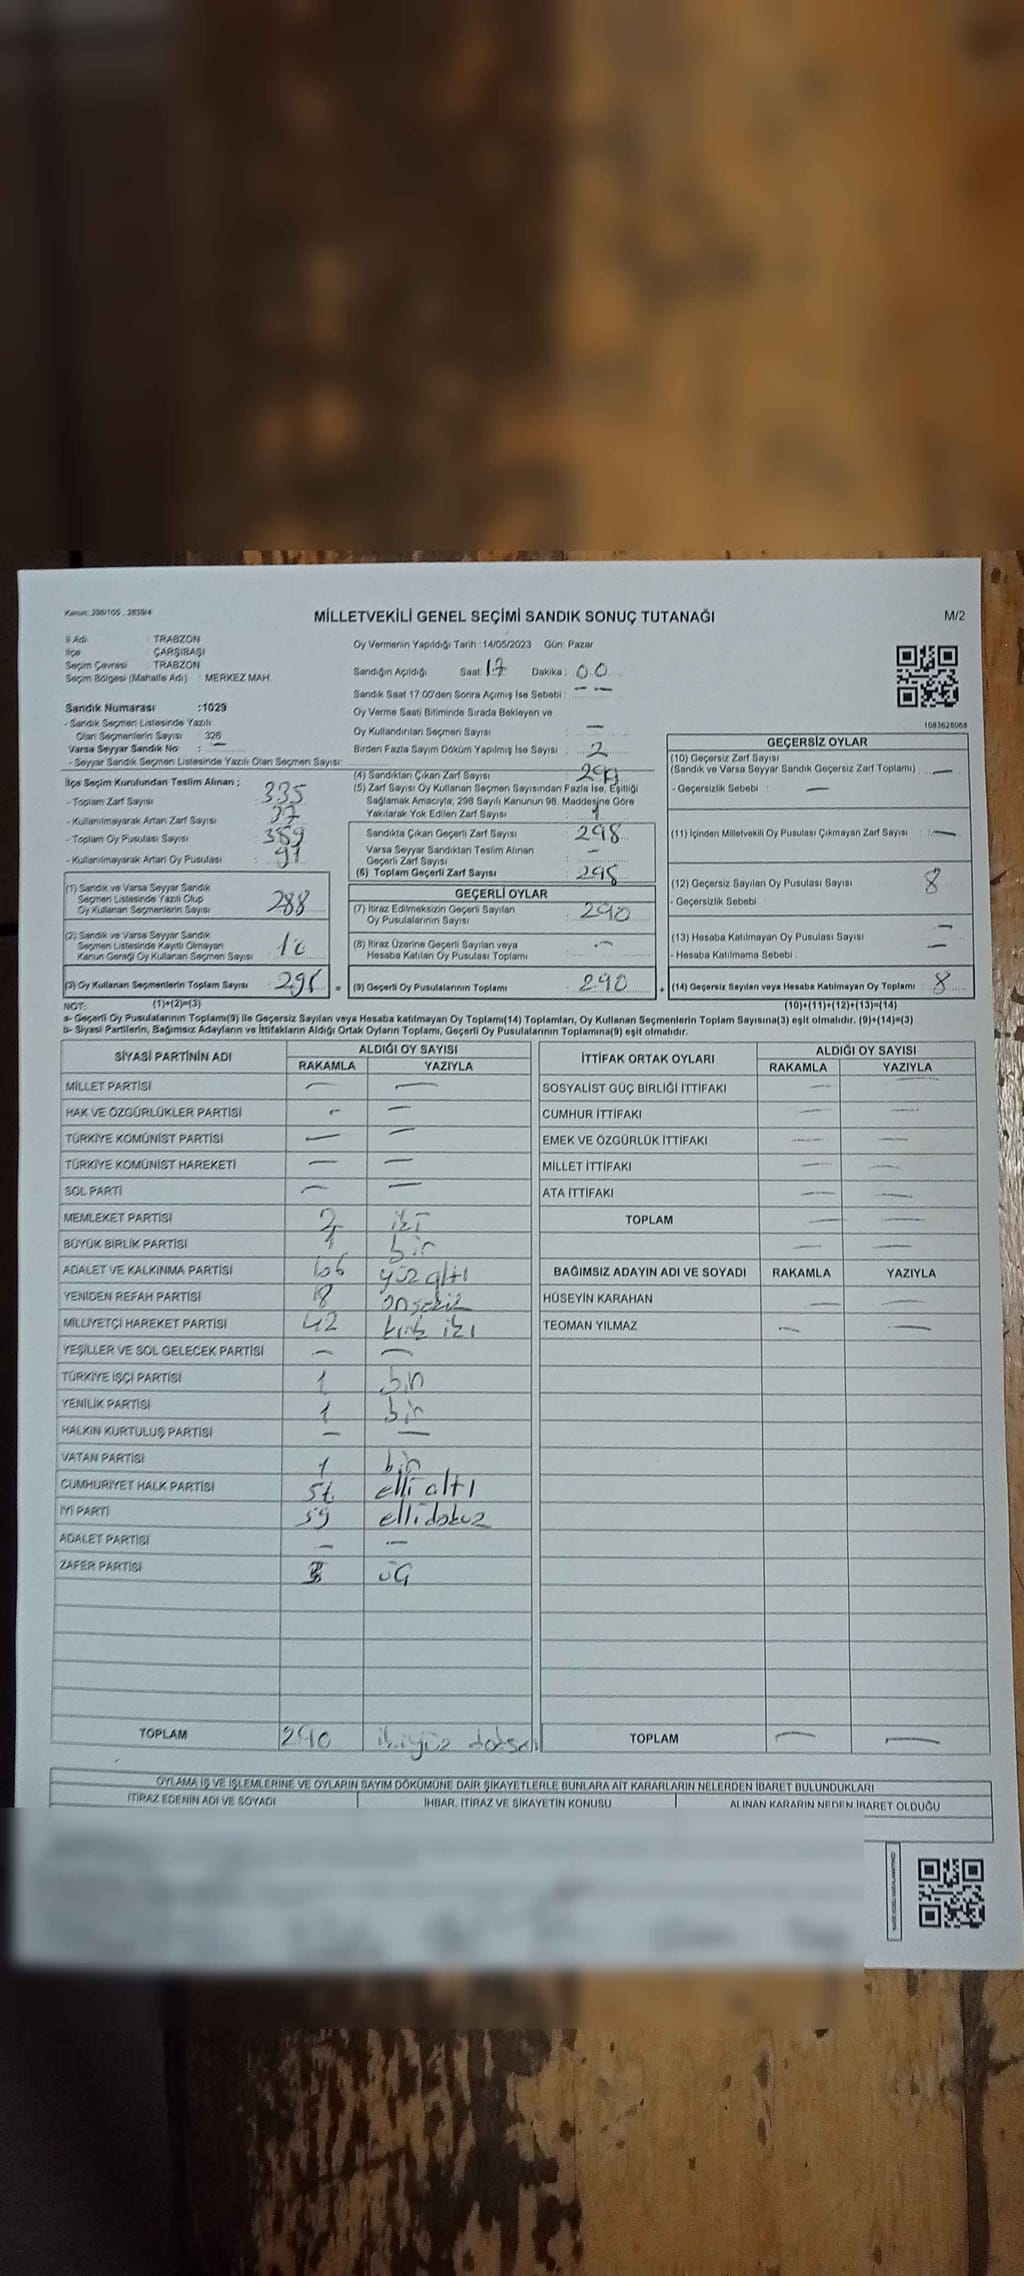 Kanun: 298/105 , 2839/4
MİLLETVEKİLİ GENEL SEÇİMİ SANDIK SONUÇ TUTANAĞI
M/2
İl Adı : TRABZON
İlçe : ÇARŞIBAŞI
Seçim Çevresi : TRABZON
Seçim Bölgesi (Mahalle Adı) : MERKEZ MAH.
Sandık Numarası :1029
- Sandık Seçmen Listesinde Yazılı
Olan Seçmenlerin Sayısı : 326
Varsa Seyyar Sandık No : —
- Seyyar Sandık Seçmen Listesinde Yazılı Olan Seçmen Sayısı:
Oy Vermenin Yapıldığı Tarih : 14/05/2023 Gün: Pazar
Sandığın Açıldığı Saat: 17 Dakika : 00
Sandık Saat 17:00'den Sonra Açılmış İse Sebebi : — —
Oy Verme Saati Bitiminde Sırada Bekleyen ve
Oy Kullandırılan Seçmen Sayısı : —
Birden Fazla Sayım Döküm Yapılmış İse Sayısı : 2
1083628068
İlçe Seçim Kurulundan Teslim Alınan ;
- Toplam Zarf Sayısı : 335
- Kullanılmayarak Artan Zarf Sayısı : 37
- Toplam Oy Pusulası Sayısı : 389
- Kullanılmayarak Artan Oy Pusulası : 91
(1) Sandık ve Varsa Seyyar Sandık
Seçmen Listesinde Yazılı Olup
Oy Kullanan Seçmenlerin Sayısı : 288
(2) Sandık ve Varsa Seyyar Sandık
Seçmen Listesinde Kayıtlı Olmayan
Kanun Gereği Oy Kullanan Seçmen Sayısı : 10
(3) Oy Kullanan Seçmenlerin Toplam Sayısı : 298
(4) Sandıktan Çıkan Zarf Sayısı : 299
(5) Zarf Sayısı Oy Kullanan Seçmen Sayısından Fazla İse, Eşitliği
Sağlamak Amacıyla; 298 Sayılı Kanunun 98. Maddesine Göre
Yakılarak Yok Edilen Zarf Sayısı : 1
Sandıkta Çıkan Geçerli Zarf Sayısı : 298
Varsa Seyyar Sandıktan Teslim Alınan
Geçerli Zarf Sayısı : —
(6) Toplam Geçerli Zarf Sayısı : 298
GEÇERLİ OYLAR
(7) İtiraz Edilmeksizin Geçerli Sayılan
Oy Pusulalarının Sayısı : 290
(8) İtiraz Üzerine Geçerli Sayılan veya
Hesaba Katılan Oy Pusulası Toplamı : —
= (9) Geçerli Oy Pusulalarının Toplamı : 290
GEÇERSİZ OYLAR
(10) Geçersiz Zarf Sayısı
(Sandık ve Varsa Seyyar Sandık Geçersiz Zarf Toplamı) : —
- Geçersizlik Sebebi : —
(11) İçinden Milletvekili Oy Pusulası Çıkmayan Zarf Sayısı : —
(12) Geçersiz Sayılan Oy Pusulası Sayısı : 8
- Geçersizlik Sebebi :
(13) Hesaba Katılmayan Oy Pusulası Sayısı : —
- Hesaba Katılmama Sebebi : —
+ (14) Geçersiz Sayılan veya Hesaba Katılmayan Oy Toplamı : 8
NOT: (1)+(2)=(3)
(10)+(11)+(12)+(13)=(14)
a- Geçerli Oy Pusulalarının Toplamı(9) ile Geçersiz Sayılan veya Hesaba katılmayan Oy Toplamı(14) Toplamları, Oy Kullanan Seçmenlerin Toplam Sayısına(3) eşit olmalıdır. (9)+(14)=(3)
b- Siyasi Partilerin, Bağımsız Adayların ve İttifakların Aldığı Ortak Oyların Toplamı, Geçerli Oy Pusulalarının Toplamına(9) eşit olmalıdır.
SİYASİ PARTİNİN ADI ALDIĞI OY SAYISI
RAKAMLA YAZIYLA
MİLLET PARTİSİ — —
HAK VE ÖZGÜRLÜKLER PARTİSİ — —
TÜRKİYE KOMÜNİST PARTİSİ — —
TÜRKİYE KOMÜNİST HAREKETİ — —
SOL PARTİ — —
MEMLEKET PARTİSİ 2 iki
BÜYÜK BİRLİK PARTİSİ 1 bir
ADALET VE KALKINMA PARTİSİ 106 yüz altı
YENİDEN REFAH PARTİSİ 18 onsekiz
MİLLİYETÇİ HAREKET PARTİSİ 42 kırk iki
YEŞİLLER VE SOL GELECEK PARTİSİ — —
TÜRKİYE İŞÇİ PARTİSİ 1 bir
YENİLİK PARTİSİ 1 bir
HALKIN KURTULUŞ PARTİSİ — —
VATAN PARTİSİ 1 bir
CUMHURİYET HALK PARTİSİ 56 elli altı
İYİ PARTİ 59 elli dokuz
ADALET PARTİSİ — —
ZAFER PARTİSİ 3 üç
TOPLAM 290 ikiyüz doksan
İTTİFAK ORTAK OYLARI ALDIĞI OY SAYISI
RAKAMLA YAZIYLA
SOSYALİST GÜÇ BİRLİĞİ İTTİFAKI — —
CUMHUR İTTİFAKI — —
EMEK VE ÖZGÜRLÜK İTTİFAKI — —
MİLLET İTTİFAKI — —
ATA İTTİFAKI — —
TOPLAM — —
— —
BAĞIMSIZ ADAYIN ADI VE SOYADI RAKAMLA YAZIYLA
HÜSEYİN KARAHAN — —
TEOMAN YILMAZ — —
TOPLAM — —
OYLAMA İŞ VE İŞLEMLERİNE VE OYLARIN SAYIM DÖKÜMÜNE DAİR ŞİKAYETLERLE BUNLARA AİT KARARLARIN NELERDEN İBARET BULUNDUKLARI
İTİRAZ EDENİN ADI VE SOYADI İHBAR, İTİRAZ VE ŞİKAYETİN KONUSU ALINAN KARARIN NEDEN İBARET OLDUĞU